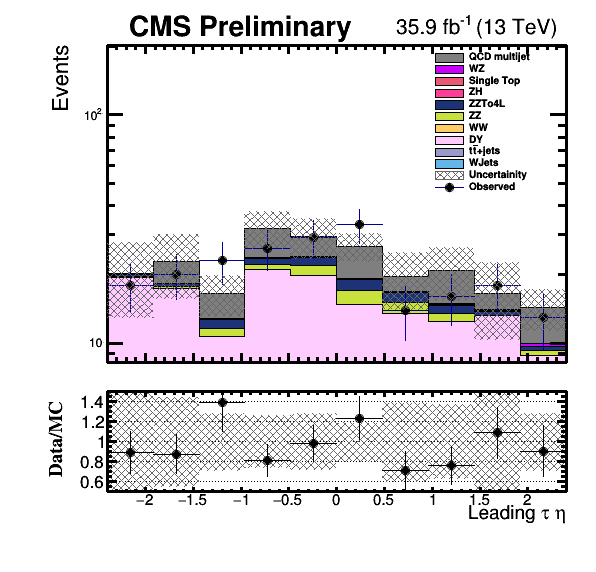 CMS Preliminary 35.9 fb⁻¹ (13 TeV)
Events
10²
10
QCD multijet
WZ
Single Top
ZH
ZZTo4L
ZZ
WW
DY
tt̄+jets
WJets
Uncertainity
Observed
Data/MC
1.4
1.2
1
0.8
0.6
−2 −1.5 −1 −0.5 0 0.5 1 1.5 2
Leading τ η